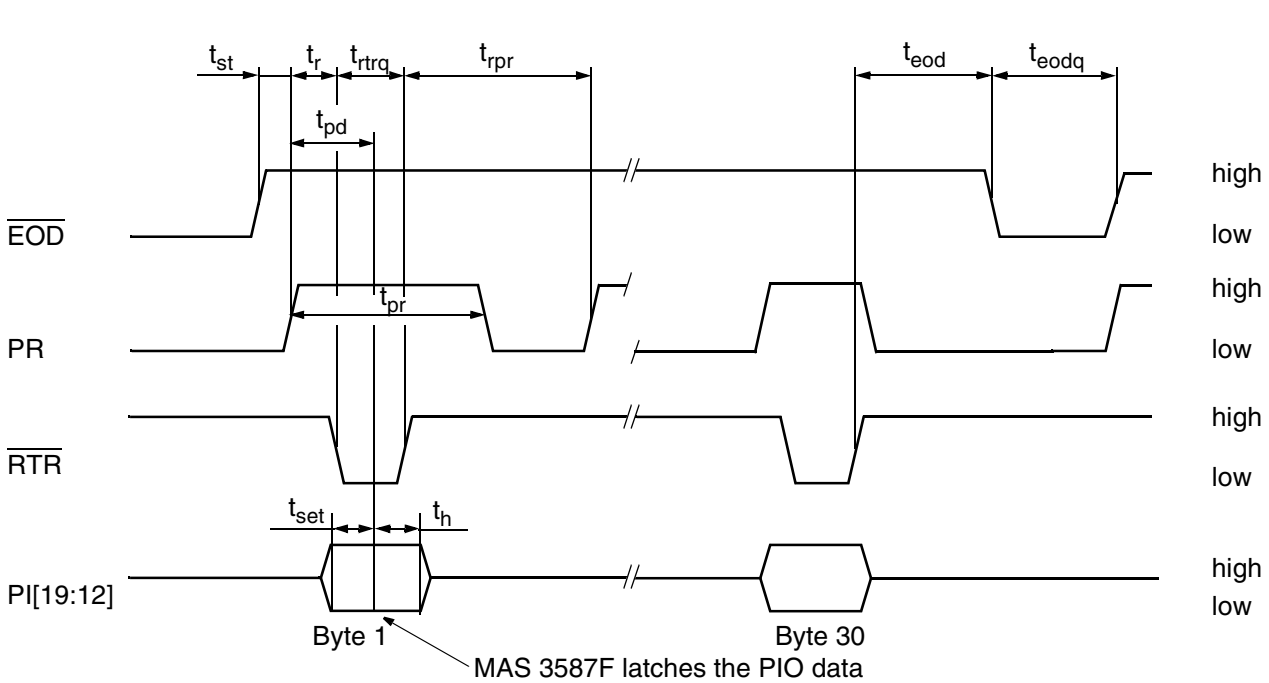 tst tr trtrq trpr teod teodq
tpd
EOD high low
tpr
PR high low
RTR high low
tset th
PI[19:12] high low
Byte 1 Byte 30
MAS 3587F latches the PIO data